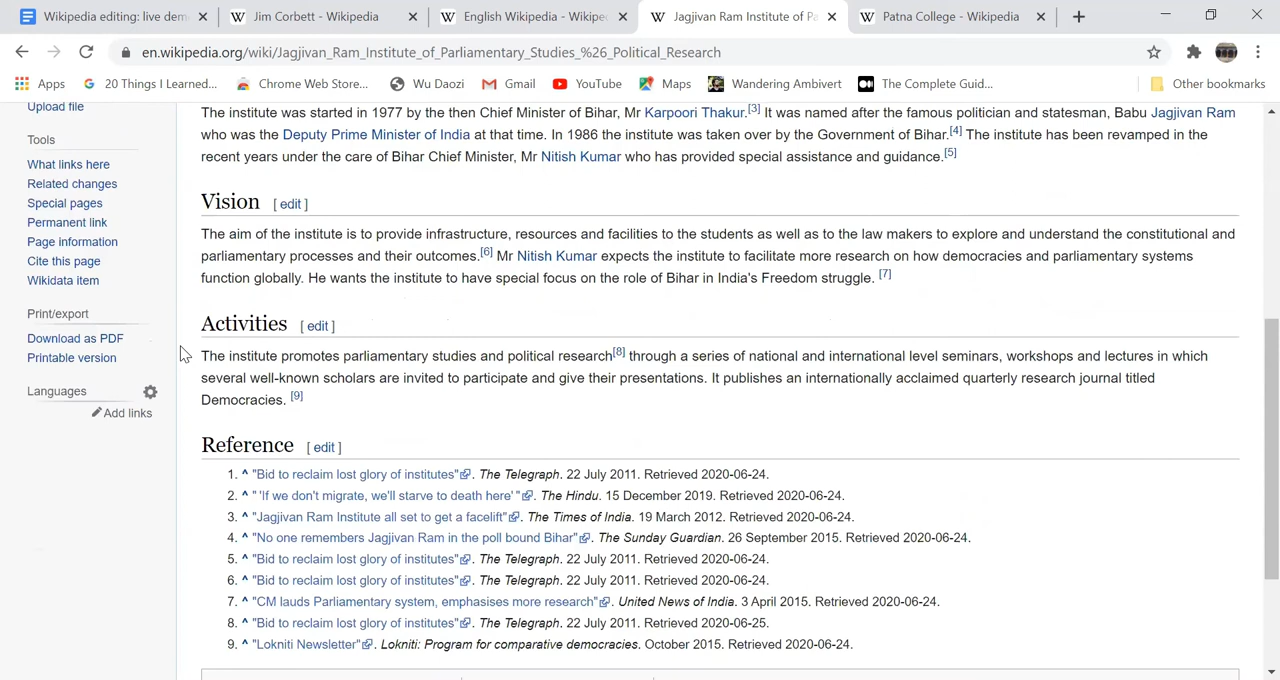 Wikipedia editing: live dem
Jim Corbett - Wikipedia
English Wikipedia - Wikipe
Jagjivan Ram Institute of Pa
Patna College - Wikipedia
en.wikipedia.org/wiki/Jagjivan_Ram_Institute_of_Parliamentary_Studies_%26_Political_Research
Apps
20 Things I Learned...
Chrome Web Store...
Wu Daozi
Gmail
YouTube
Maps
Wandering Ambivert
The Complete Guid...
Other bookmarks
Upload file
Tools
What links here
Related changes
Special pages
Permanent link
Page information
Cite this page
Wikidata item
Print/export
Download as PDF
Printable version
Languages
Add links
The institute was started in 1977 by the then Chief Minister of Bihar, Mr Karpoori Thakur.[3] It was named after the famous politician and statesman, Babu Jagjivan Ram
who was the Deputy Prime Minister of India at that time. In 1986 the institute was taken over by the Government of Bihar.[4] The institute has been revamped in the
recent years under the care of Bihar Chief Minister, Mr Nitish Kumar who has provided special assistance and guidance.[5]
Vision [ edit ]
The aim of the institute is to provide infrastructure, resources and facilities to the students as well as to the law makers to explore and understand the constitutional and
parliamentary processes and their outcomes.[6] Mr Nitish Kumar expects the institute to facilitate more research on how democracies and parliamentary systems
function globally. He wants the institute to have special focus on the role of Bihar in India's Freedom struggle. [7]
Activities [ edit ]
The institute promotes parliamentary studies and political research[8] through a series of national and international level seminars, workshops and lectures in which
several well-known scholars are invited to participate and give their presentations. It publishes an internationally acclaimed quarterly research journal titled
Democracies. [9]
Reference [ edit ]
1. ^ "Bid to reclaim lost glory of institutes". The Telegraph. 22 July 2011. Retrieved 2020-06-24.
2. ^ " 'If we don't migrate, we'll starve to death here' ". The Hindu. 15 December 2019. Retrieved 2020-06-24.
3. ^ "Jagjivan Ram Institute all set to get a facelift". The Times of India. 19 March 2012. Retrieved 2020-06-24.
4. ^ "No one remembers Jagjivan Ram in the poll bound Bihar". The Sunday Guardian. 26 September 2015. Retrieved 2020-06-24.
5. ^ "Bid to reclaim lost glory of institutes". The Telegraph. 22 July 2011. Retrieved 2020-06-24.
6. ^ "Bid to reclaim lost glory of institutes". The Telegraph. 22 July 2011. Retrieved 2020-06-24.
7. ^ "CM lauds Parliamentary system, emphasises more research". United News of India. 3 April 2015. Retrieved 2020-06-24.
8. ^ "Bid to reclaim lost glory of institutes". The Telegraph. 22 July 2011. Retrieved 2020-06-25.
9. ^ "Lokniti Newsletter". Lokniti: Program for comparative democracies. October 2015. Retrieved 2020-06-24.